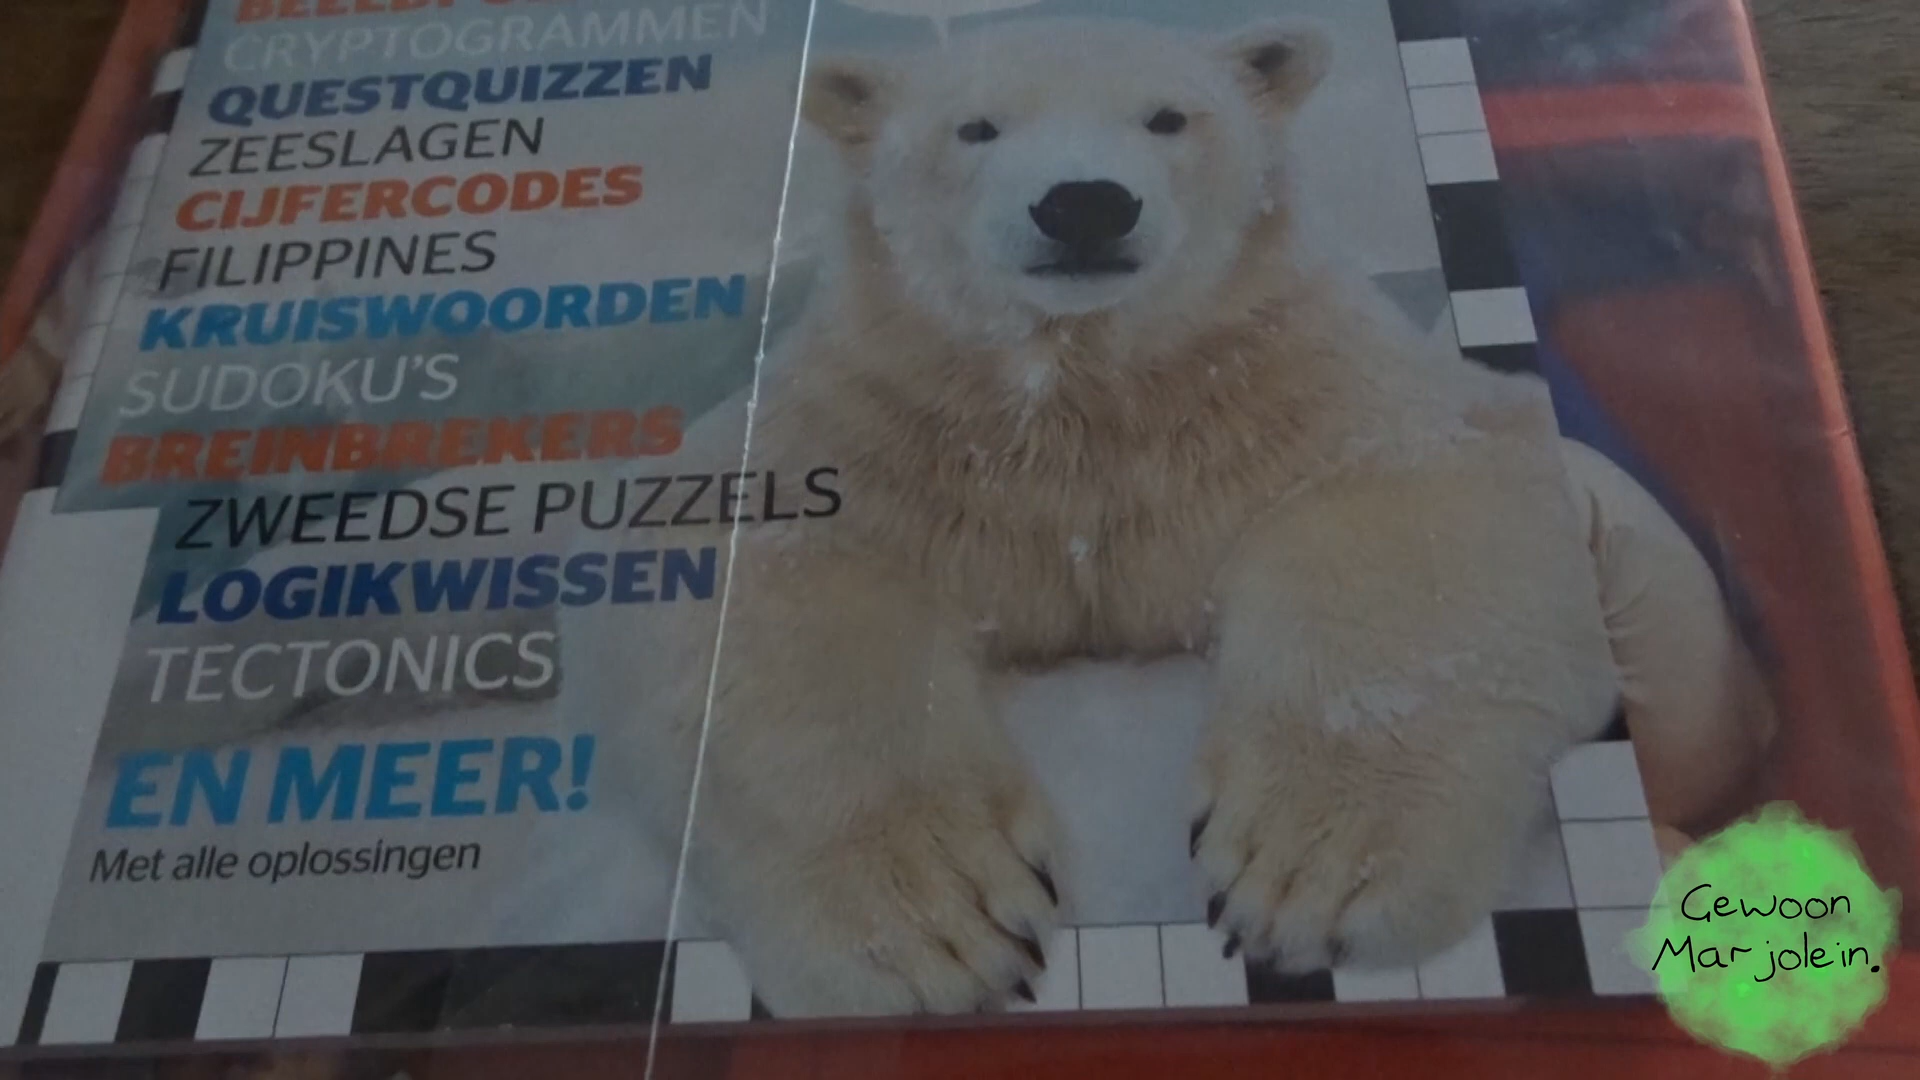 CRYPTOGRAMMEN
QUESTQUIZZEN
ZEESLAGEN
CIJFERCODES
FILIPPINES
KRUISWOORDEN
SUDOKU'S
BREINBREKERS
ZWEEDSE PUZZELS
LOGIKWISSEN
TECTONICS
EN MEER!
Met alle oplossingen
Gewoon
Marjolein.